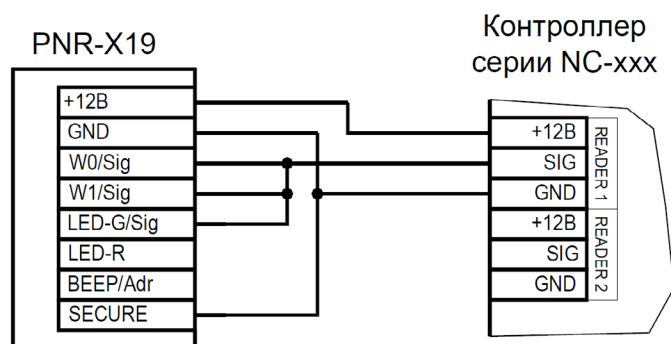 PNR-X19
Контроллер
серии NC-xxx
+12В
GND
W0/Sig
W1/Sig
LED-G/Sig
LED-R
BEEP/Adr
SECURE
+12В
SIG
GND
READER 1
+12В
SIG
GND
READER 2